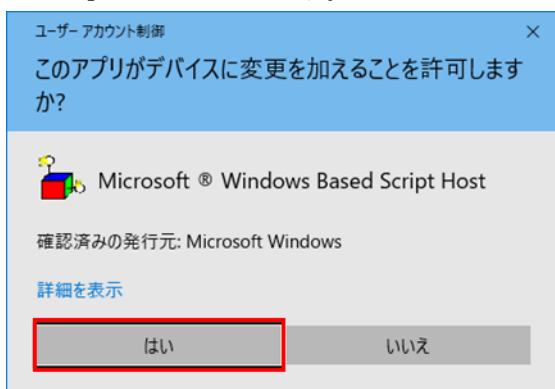 ユーザー アカウント制御
このアプリがデバイスに変更を加えることを許可します
か?
Microsoft ® Windows Based Script Host
確認済みの発行元: Microsoft Windows
詳細を表示
はい
いいえ